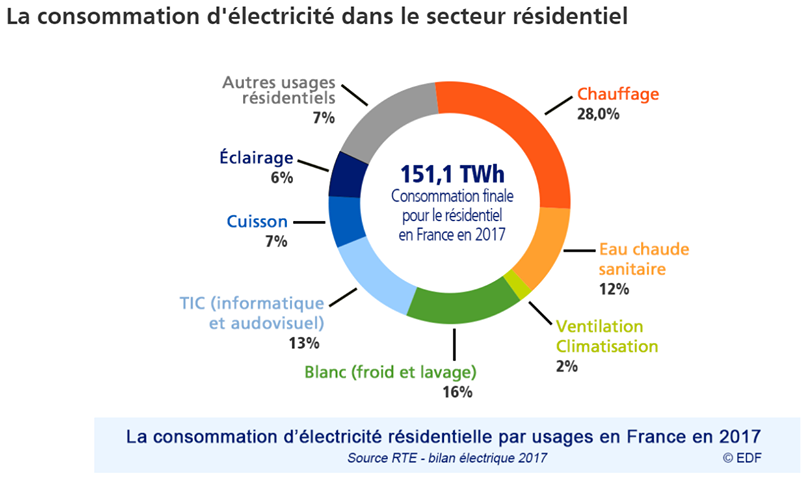 La consommation d'électricité dans le secteur résidentiel
Autres usages
résidentiels
7%
Chauffage
28,0%
Éclairage
6%
151,1 TWh
Consommation finale
pour le résidentiel
en France en 2017
Cuisson
7%
Eau chaude
sanitaire
12%
TIC (informatique
et audiovisuel)
13%
Ventilation
Climatisation
2%
Blanc (froid et lavage)
16%
La consommation d’électricité résidentielle par usages en France en 2017
Source RTE - bilan électrique 2017
© EDF